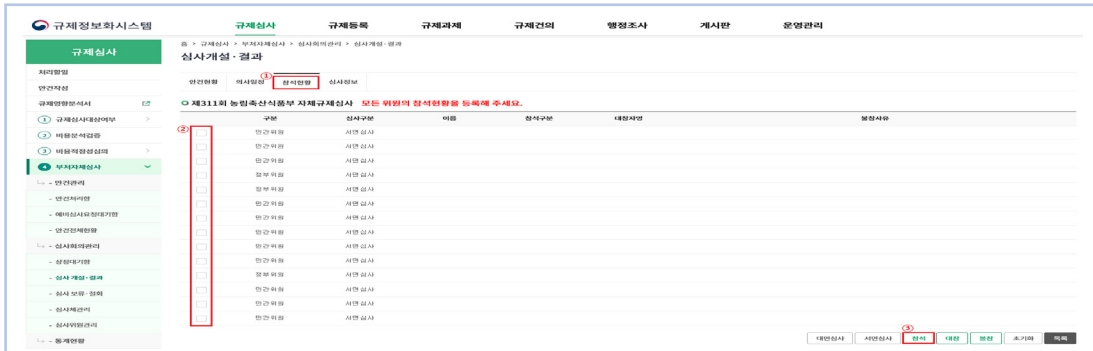 규제정보화시스템
규제심사 규제등록 규제과제 규제건의 행정조사 게시판 운영관리
규제심사
홈 > 규제심사 > 부처자체심사 > 심사회의관리 > 심사개설·결과
심사개설·결과
처리할일
안건작성
규제영향분석서
① 규제심사대상여부
② 비용분석검증
③ 비용적정성심의
④ 부처자체심사
- 안건관리
- 안건처리함
- 예비심사요청대기함
- 안건전체현황
- 심사회의관리
- 상정대기함
- 심사 개설·결과
- 심사 보류·철회
- 심사체관리
- 심사위원관리
- 통계현황
안건현황 의사일정 ① 참석현황 심사정보
제311회 농림축산식품부 자체규제심사 모든 위원의 참석현황을 등록해 주세요.
구분 심사구분 이름 참석구분 대참자명 불참사유
②
민간위원 서면심사
민간위원 서면심사
민간위원 서면심사
정부위원 서면심사
정부위원 서면심사
민간위원 서면심사
민간위원 서면심사
민간위원 서면심사
민간위원 서면심사
민간위원 서면심사
정부위원 서면심사
민간위원 서면심사
민간위원 서면심사
민간위원 서면심사
③
대면심사 서면심사 참석 대참 불참 초기화 목록